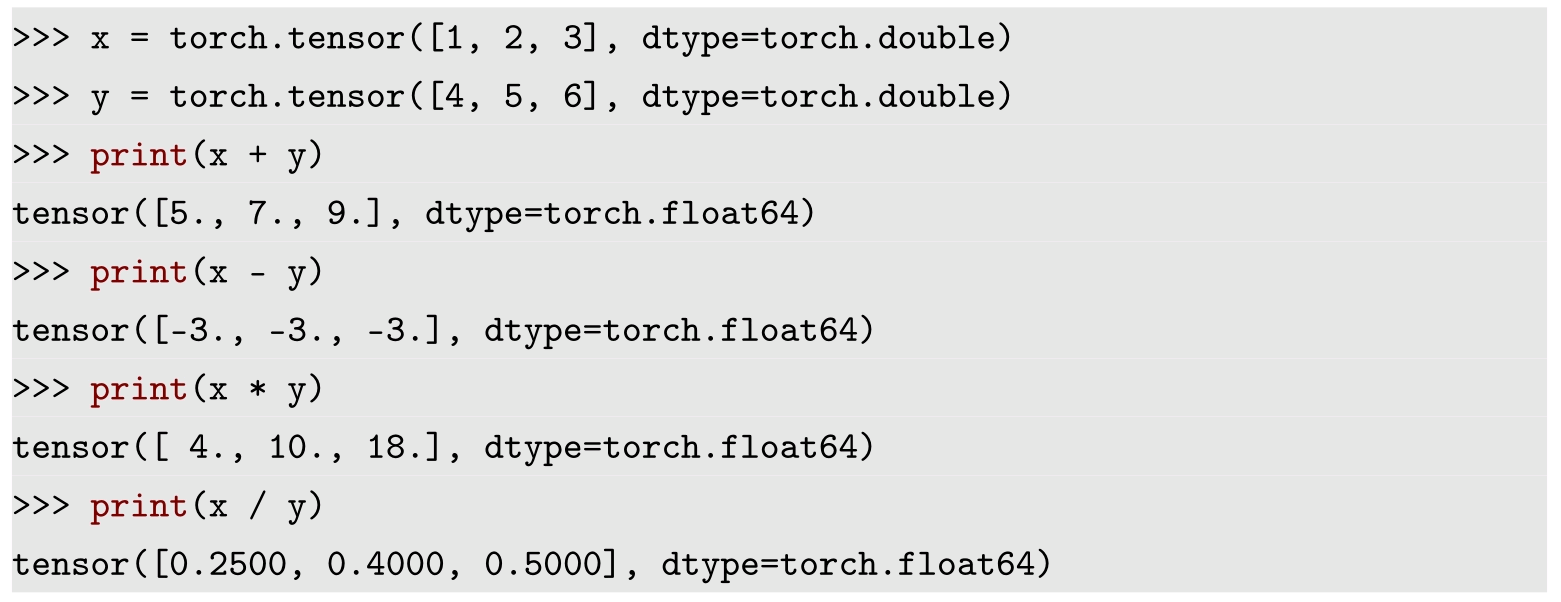 >>> x = torch.tensor([1, 2, 3], dtype=torch.double)
>>> y = torch.tensor([4, 5, 6], dtype=torch.double)
>>> print(x + y)
tensor([5., 7., 9.], dtype=torch.float64)
>>> print(x - y)
tensor([-3., -3., -3.], dtype=torch.float64)
>>> print(x * y)
tensor([ 4., 10., 18.], dtype=torch.float64)
>>> print(x / y)
tensor([0.2500, 0.4000, 0.5000], dtype=torch.float64)